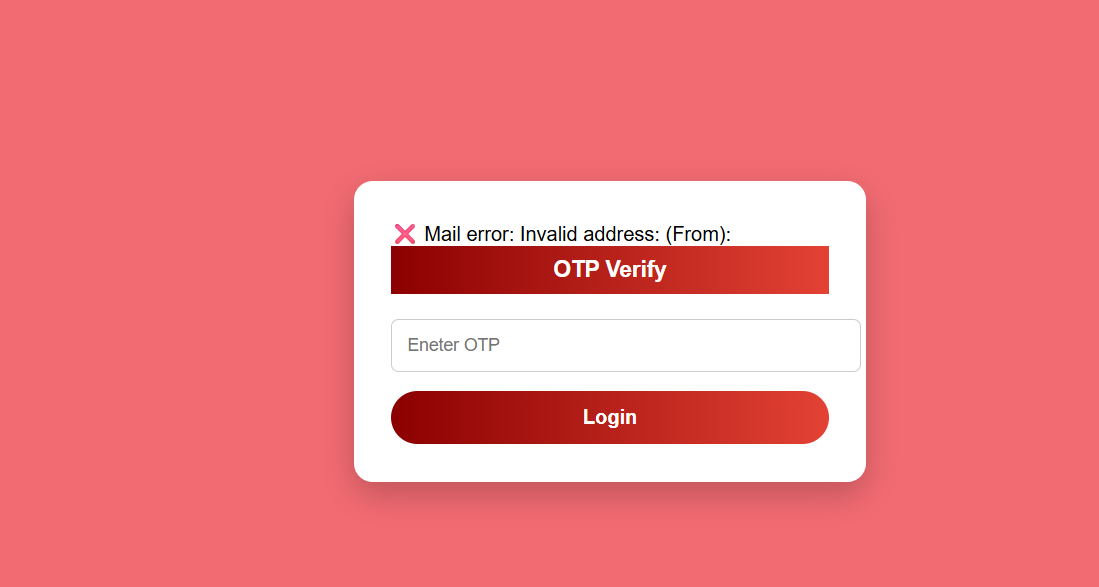 ❌ Mail error: Invalid address: (From):
OTP Verify
Eneter OTP
Login